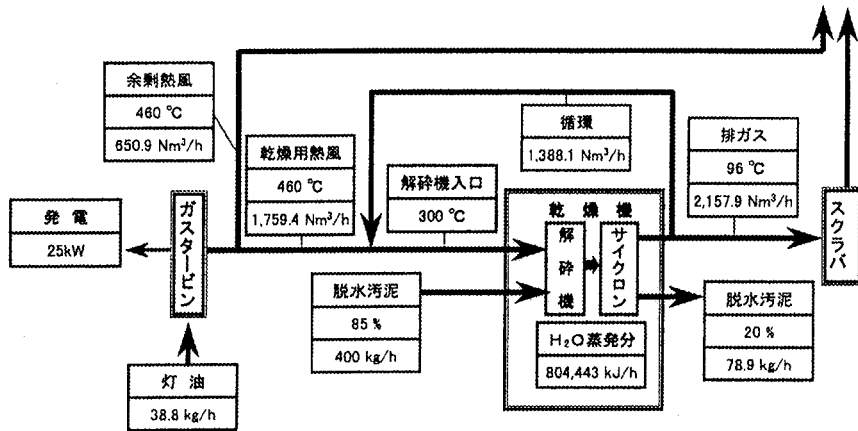 余剰熱風
460 ℃
650.9 Nm³/h
乾燥用熱風
460 ℃
1,759.4 Nm³/h
解砕機入口
300 ℃
循環
1,388.1 Nm³/h
排ガス
96 ℃
2,157.9 Nm³/h
発電
25kW
ガスタービン
灯油
38.8 kg/h
脱水汚泥
85 %
400 kg/h
乾燥機
解砕機
サイクロン
H₂O蒸発分
804,443 kJ/h
脱水汚泥
20 %
78.9 kg/h
スクラバ